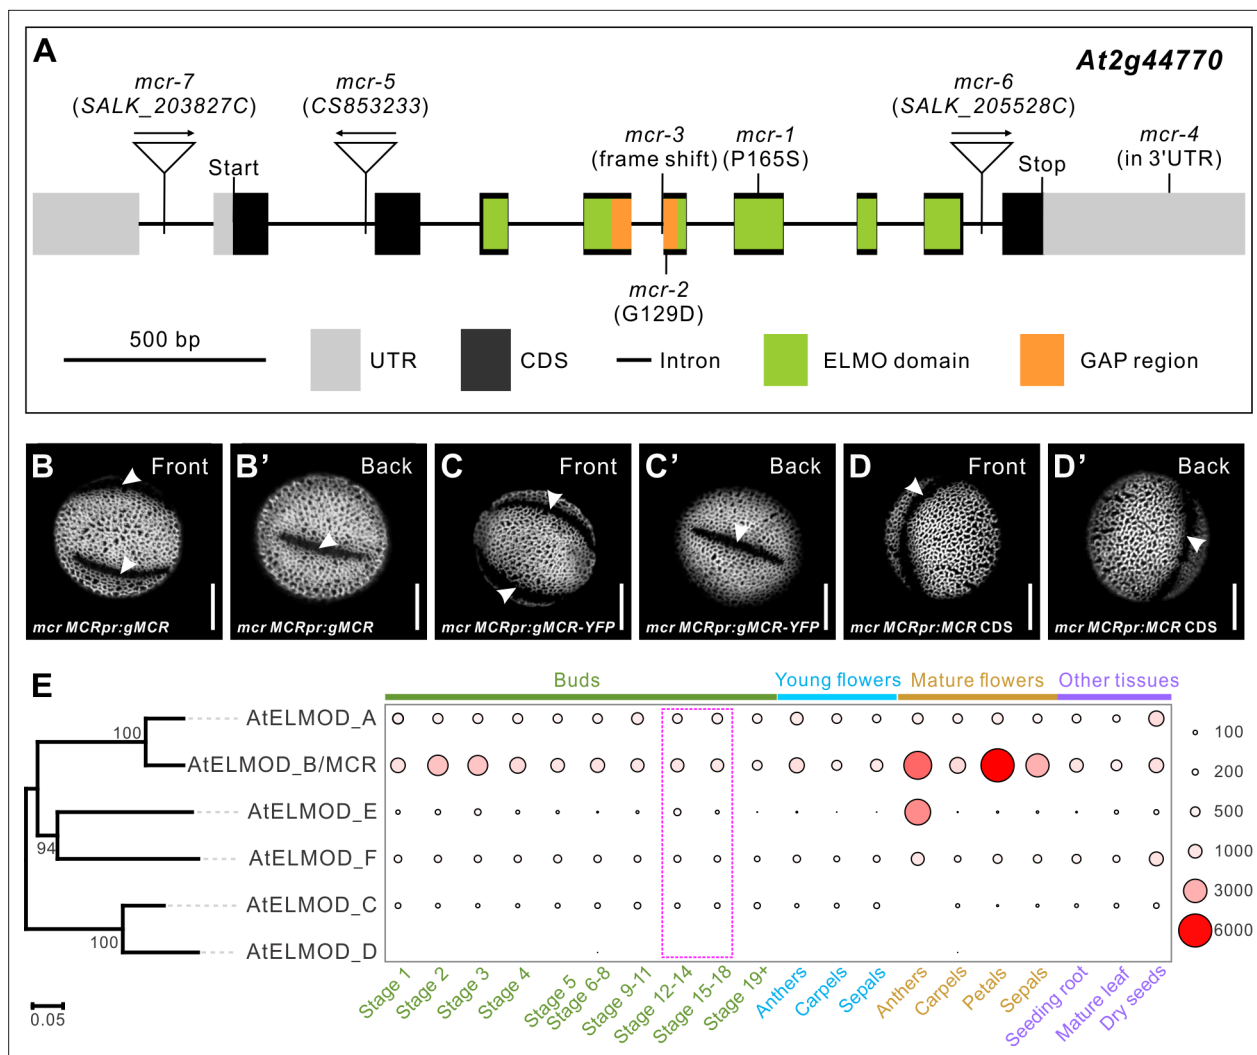 A
At2g44770
mcr-7
(SALK_203827C)
mcr-5
(CS853233)
mcr-6
(SALK_205528C)
mcr-3
(frame shift)
mcr-1
(P165S)
mcr-4
(in 3'UTR)
Start
Stop
mcr-2
(G129D)
500 bp
UTR
CDS
Intron
ELMO domain
GAP region
B
Front
mcr MCRpr:gMCR
B’
Back
mcr MCRpr:gMCR
C
Front
mcr MCRpr:gMCR-YFP
C’
Back
mcr MCRpr:gMCR-YFP
D
Front
mcr MCRpr:MCR CDS
D’
Back
mcr MCRpr:MCR CDS
E
Buds
Young flowers
Mature flowers
Other tissues
AtELMOD_A
AtELMOD_B/MCR
AtELMOD_E
AtELMOD_F
AtELMOD_C
AtELMOD_D
100
94
100
0.05
100
200
500
1000
3000
6000
Stage 1
Stage 2
Stage 3
Stage 4
Stage 5
Stage 6-8
Stage 9-11
Stage 12-14
Stage 15-18
Stage 19+
Anthers
Carpels
Sepals
Anthers
Carpels
Petals
Sepals
Seeding root
Mature leaf
Dry seeds